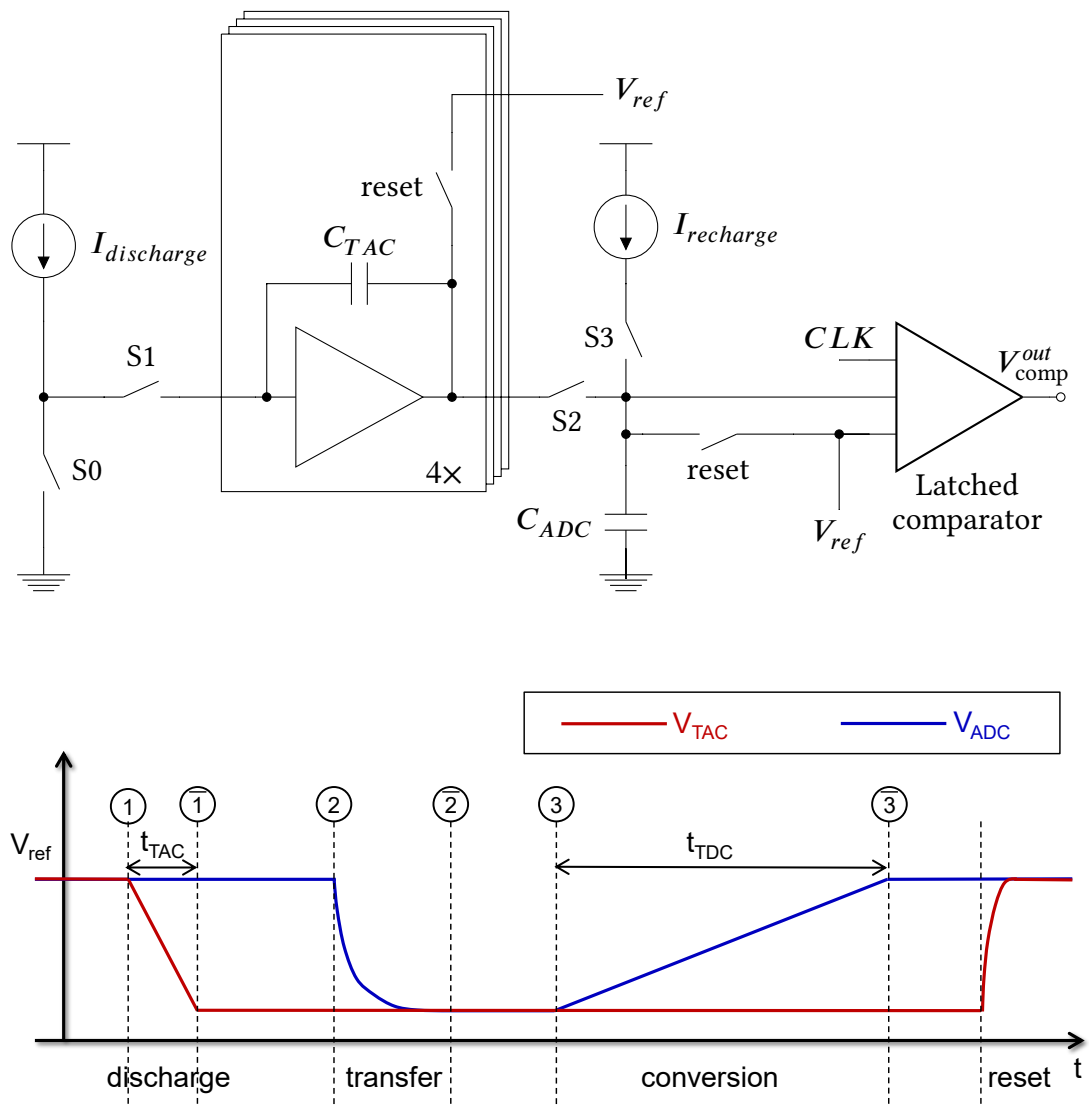 V_ref
reset
I_discharge
C_TAC
I_recharge
S3
CLK
S1
V_comp^out
S2
S0
reset
4×
Latched
comparator
C_ADC
V_ref
V_TAC
V_ADC
1
1̅
2
2̅
3
3̅
t_TAC
t_TDC
V_ref
t
discharge
transfer
conversion
reset